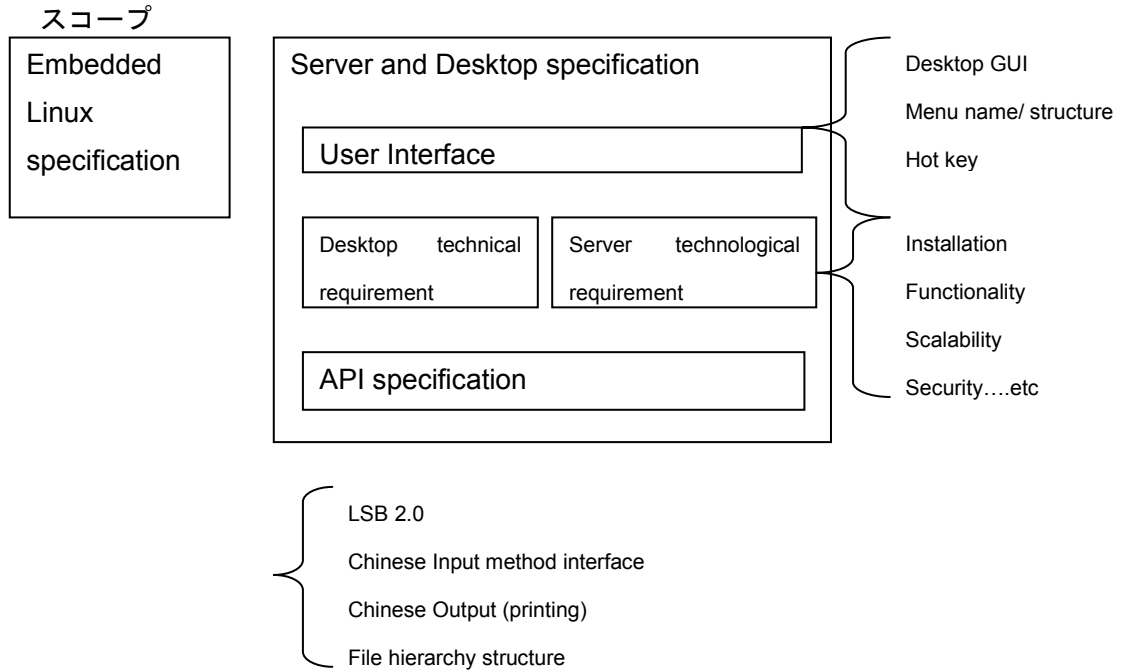 スコープ
Embedded
Linux
specification
Server and Desktop specification
User Interface
Desktop technical
requirement
Server technological
requirement
API specification
Desktop GUI
Menu name/ structure
Hot key
Installation
Functionality
Scalability
Security….etc
LSB 2.0
Chinese Input method interface
Chinese Output (printing)
File hierarchy structure